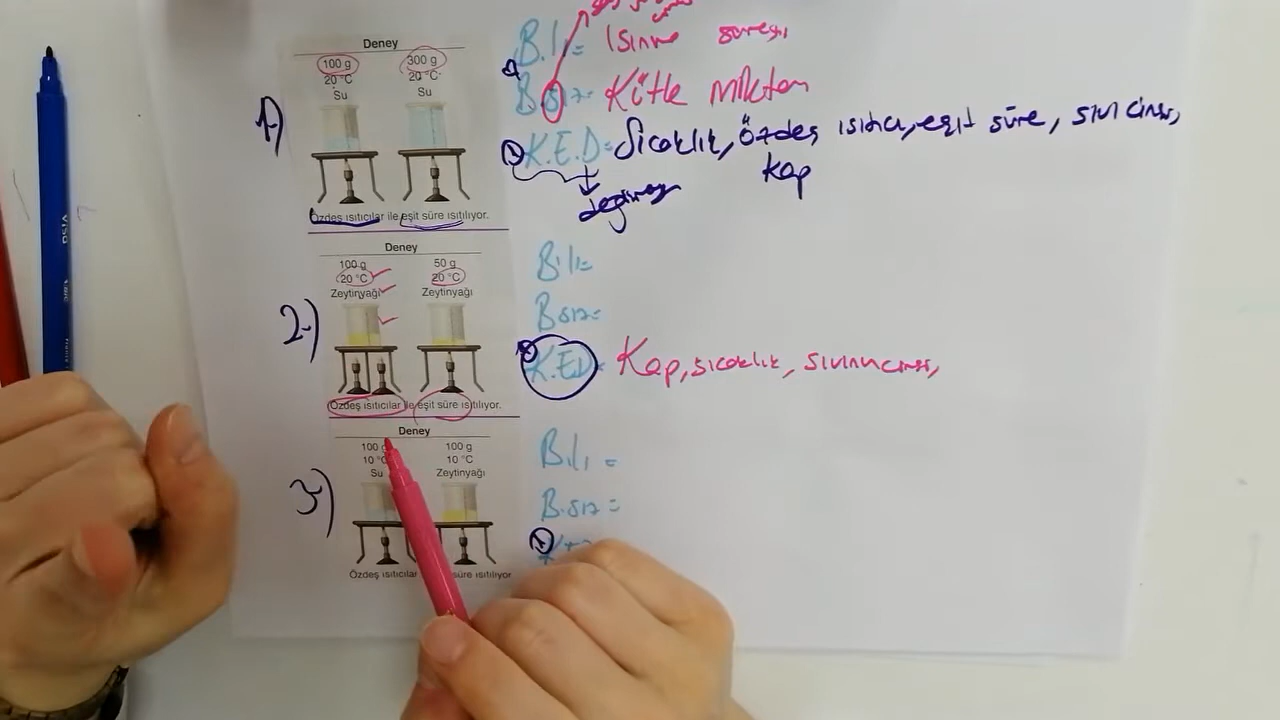 B.lı= Isınma süresi
B.sız= Kütle miktarı
K.E.D= Sıcaklık, özdeş ısıtıcı, eşit süre, sıvı cinsi,
kap
Deney
100 g 300 g
20 °C 20 °C
Su Su
1-)
Özdeş ısıtıcılar ile eşit süre ısıtılıyor.
Deney
100 g 50 g
20 °C 20 °C
Zeytinyağı Zeytinyağı
2-)
Özdeş ısıtıcılar ile eşit süre ısıtılıyor.
B.lı=
B.sız=
K.E.D= Kap, sıcaklık, sıvının cinsi,
Deney
100 g 100 g
10 °C 10 °C
Su Zeytinyağı
3-)
Özdeş ısıtıcılar süre ısıtılıyor
B.lı =
B.sız =